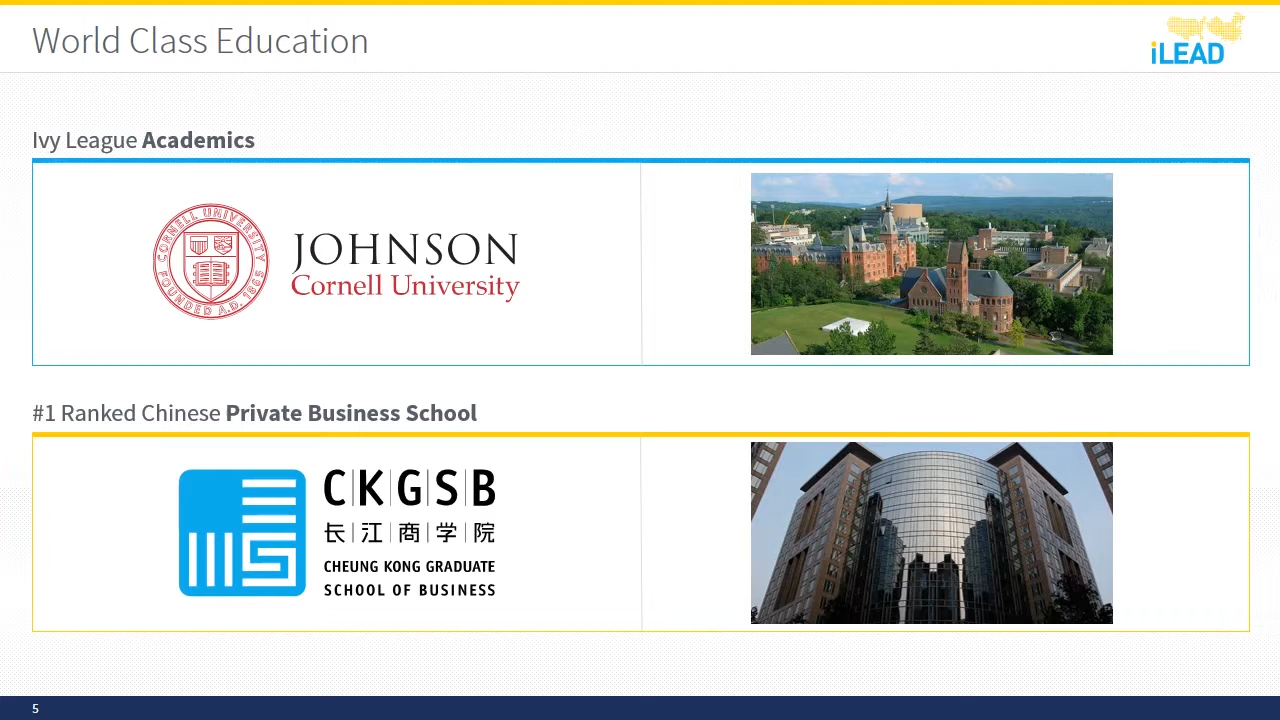 World Class Education
iLEAD
Ivy League Academics
CORNELL UNIVERSITY
FOUNDED A.D. 1865
JOHNSON
Cornell University
#1 Ranked Chinese Private Business School
CKGSB
长江商学院
CHEUNG KONG GRADUATE
SCHOOL OF BUSINESS
5